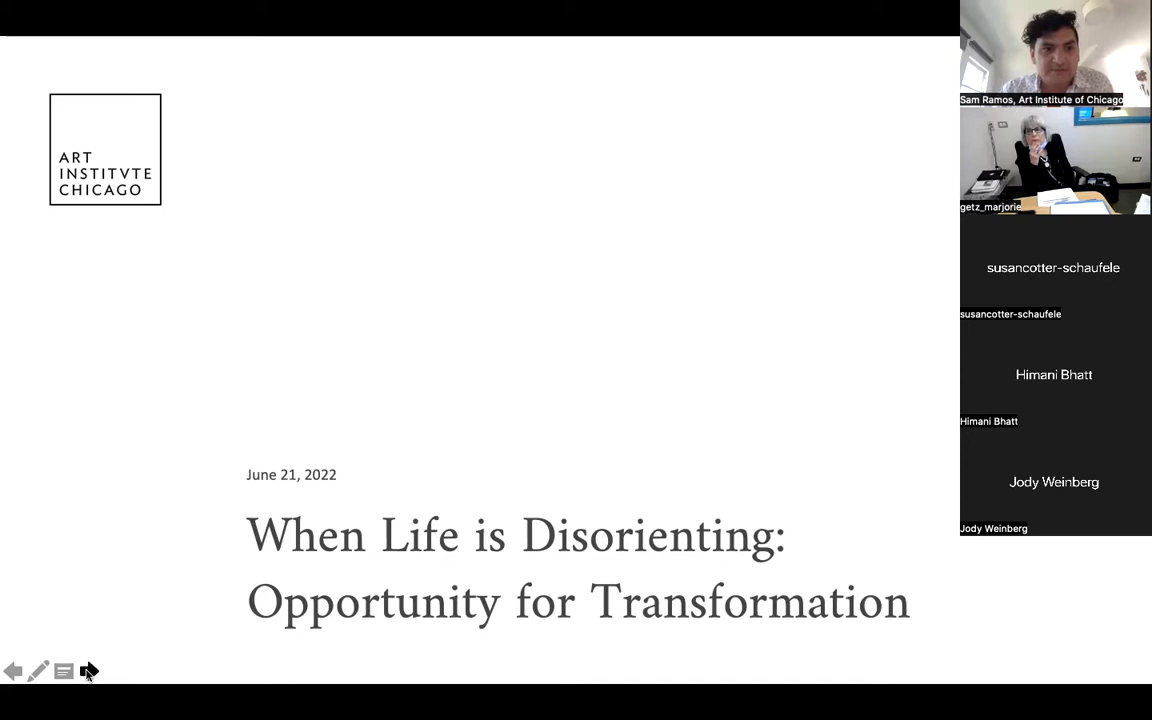 ART
INSTITVTE
CHICAGO
June 21, 2022
When Life is Disorienting:
Opportunity for Transformation
Sam Ramos, Art Institute of Chicago
getz_marjorie
susancotter-schaufele
susancotter-schaufele
Himani Bhatt
Himani Bhatt
Jody Weinberg
Jody Weinberg